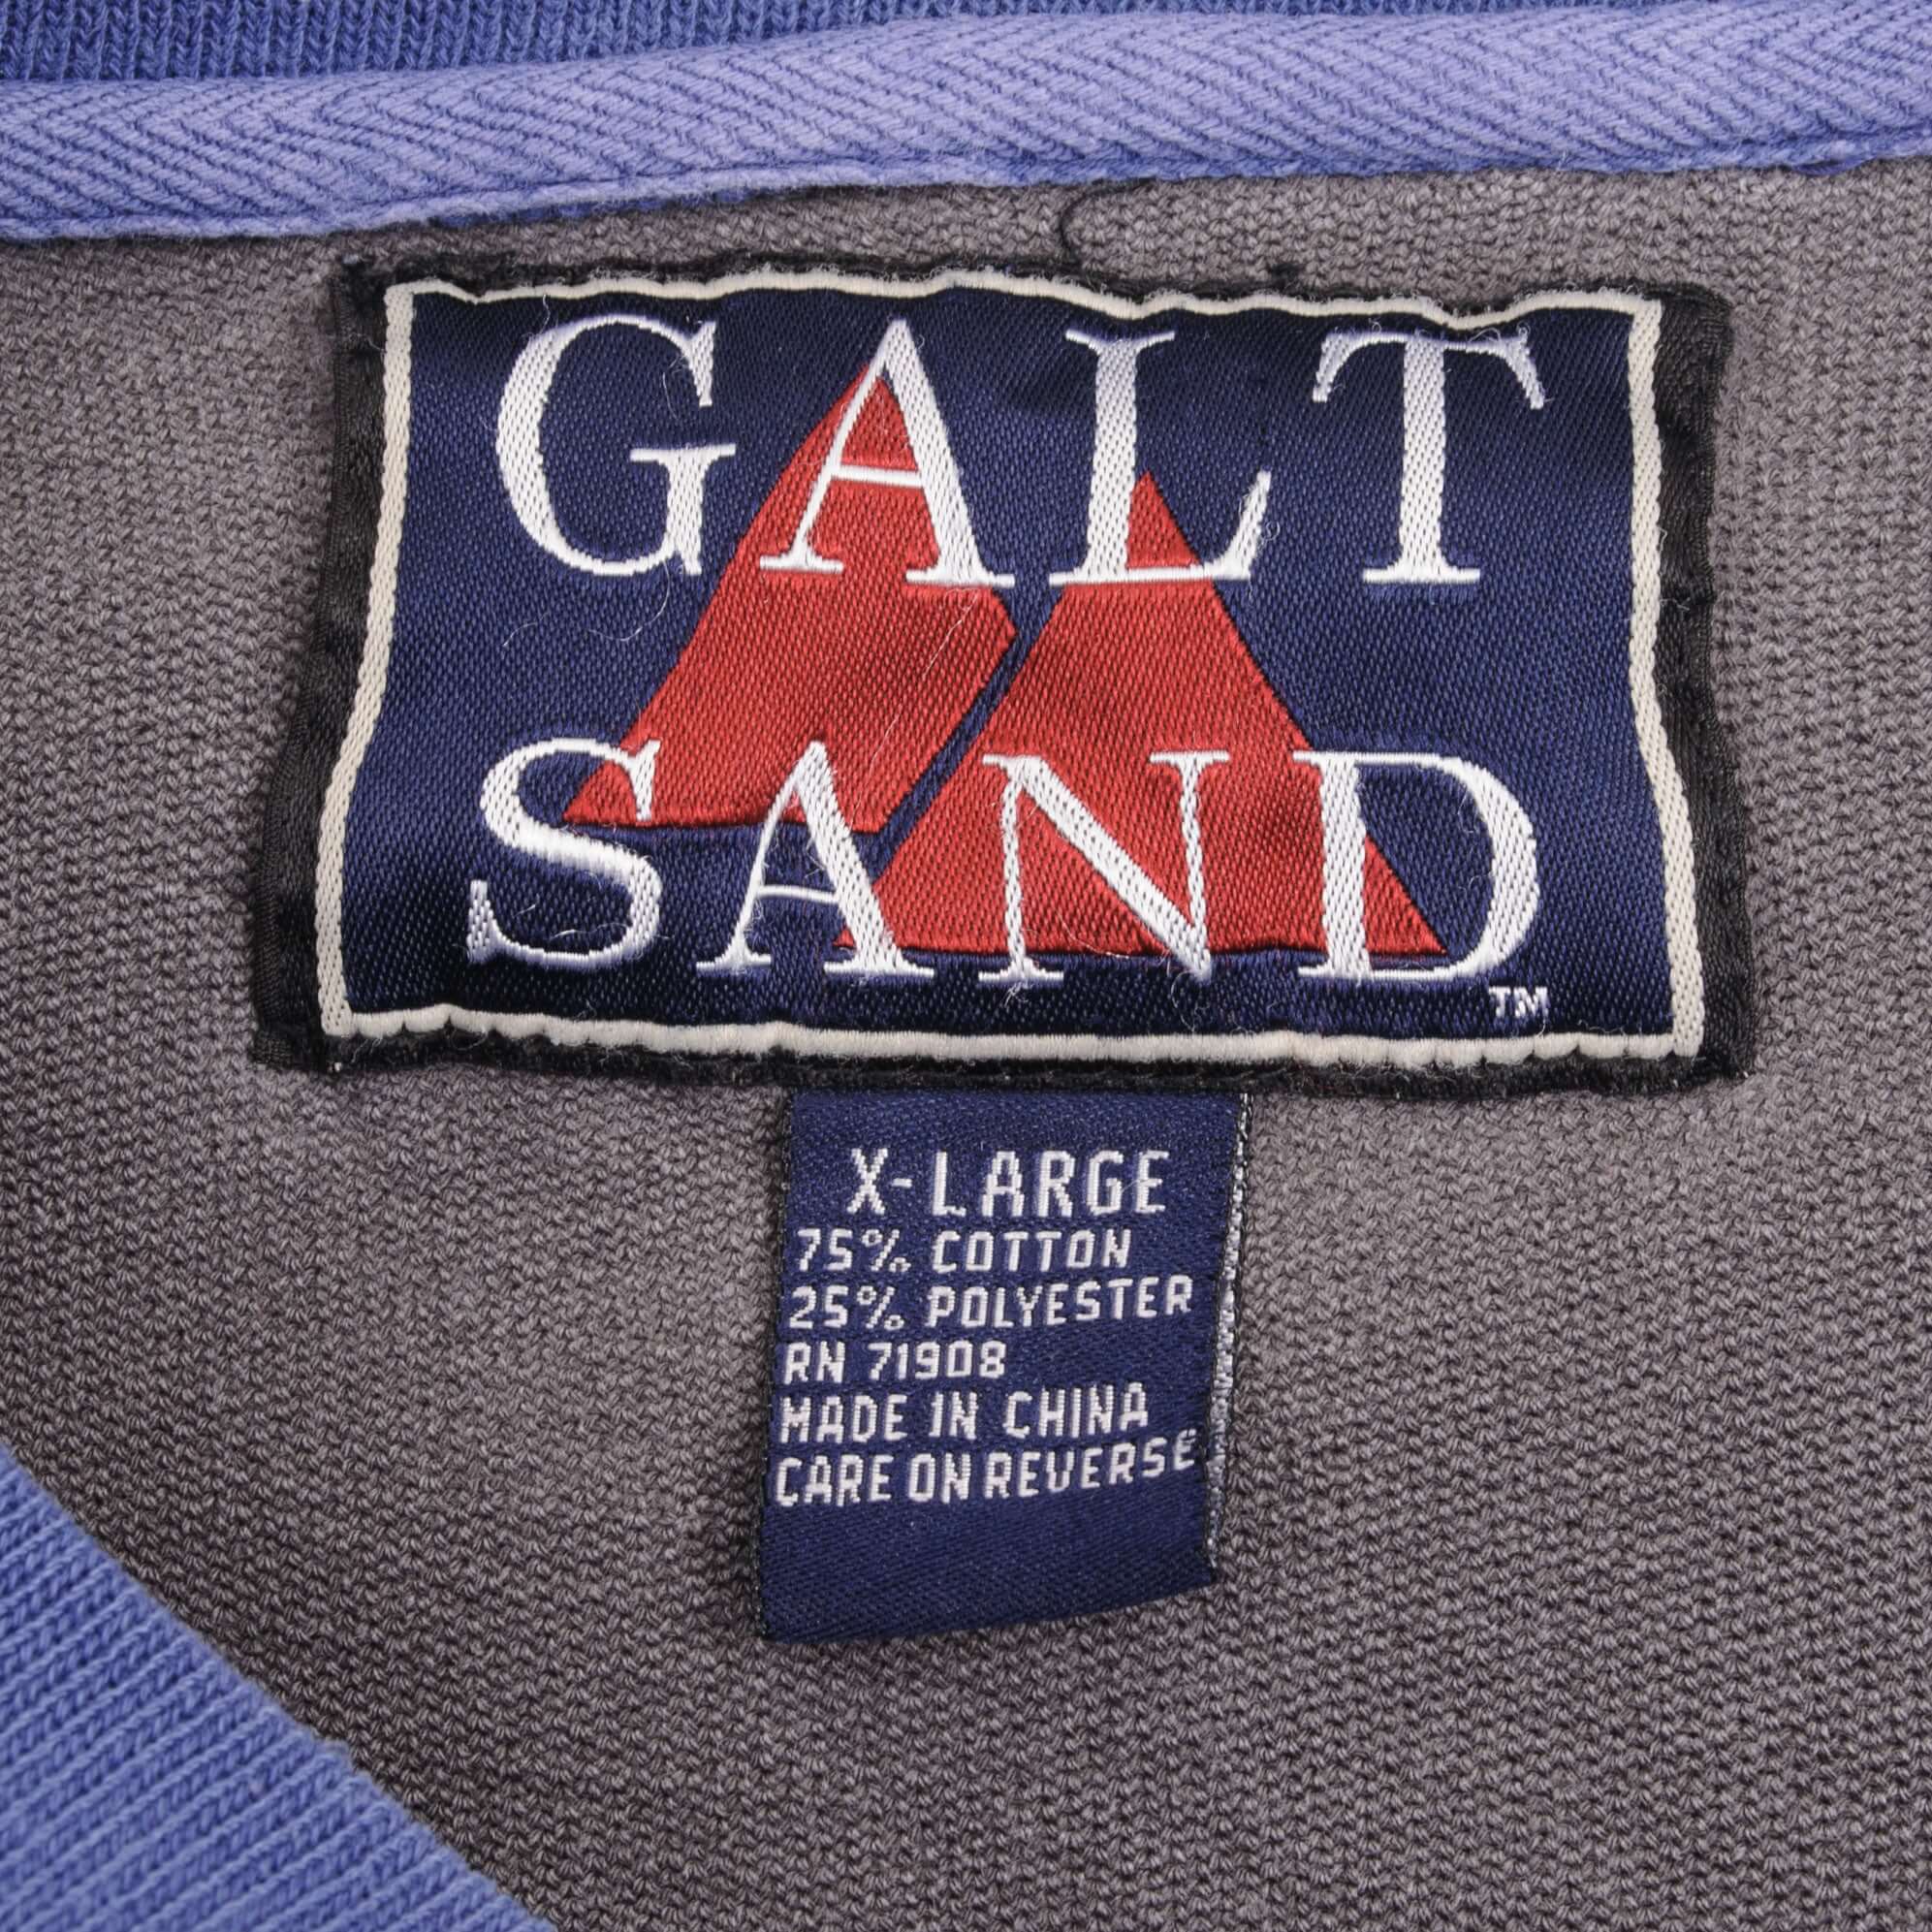 GALT
SAND
TM
X-LARGE
75% COTTON
25% POLYESTER
RN 71908
MADE IN CHINA
CARE ON REVERSE